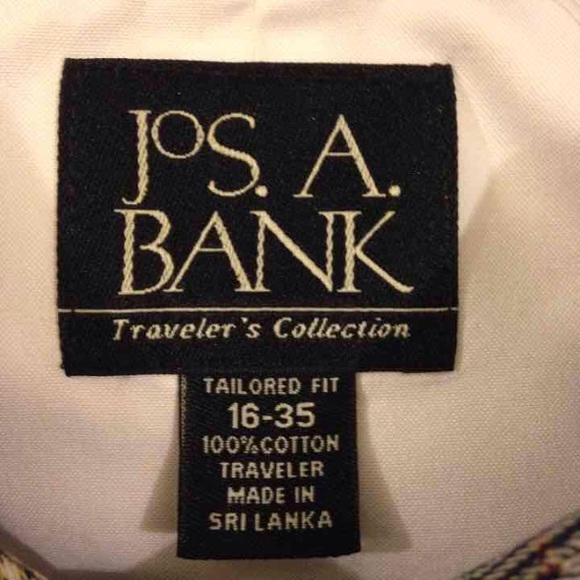 JOS. A.
BANK
Traveler's Collection
TAILORED FIT
16-35
100%COTTON
TRAVELER
MADE IN
SRI LANKA